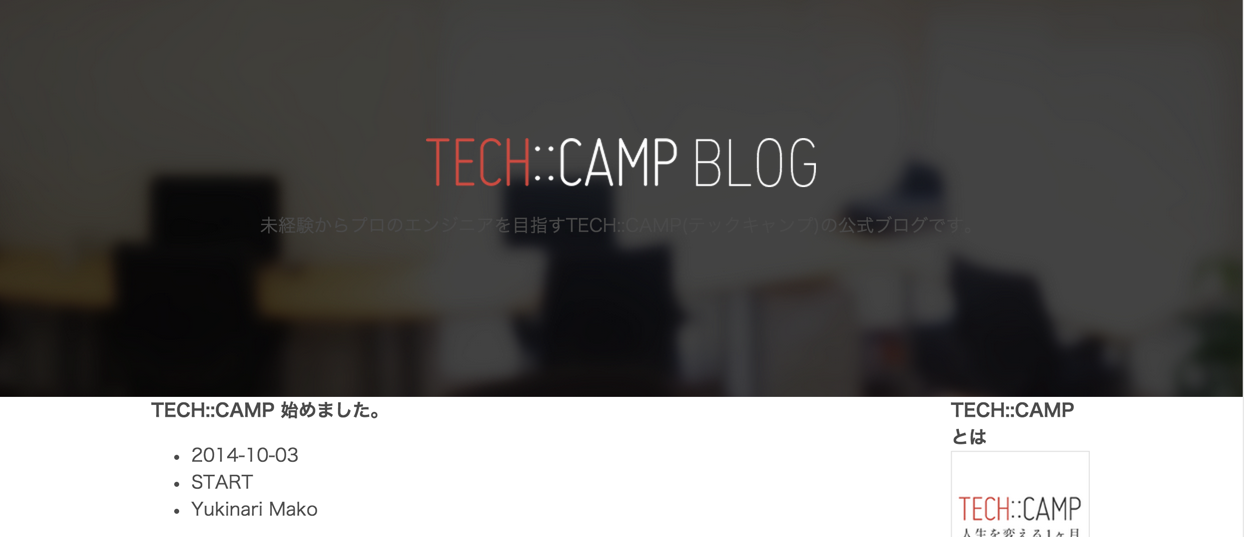 TECH::CAMP BLOG
未経験からプロのエンジニアを目指すTECH::CAMP(テックキャンプ)の公式ブログです。
TECH::CAMP 始めました。
2014-10-03
START
Yukinari Mako
TECH::CAMP
とは
TECH::CAMP
人生を変える1ヶ月